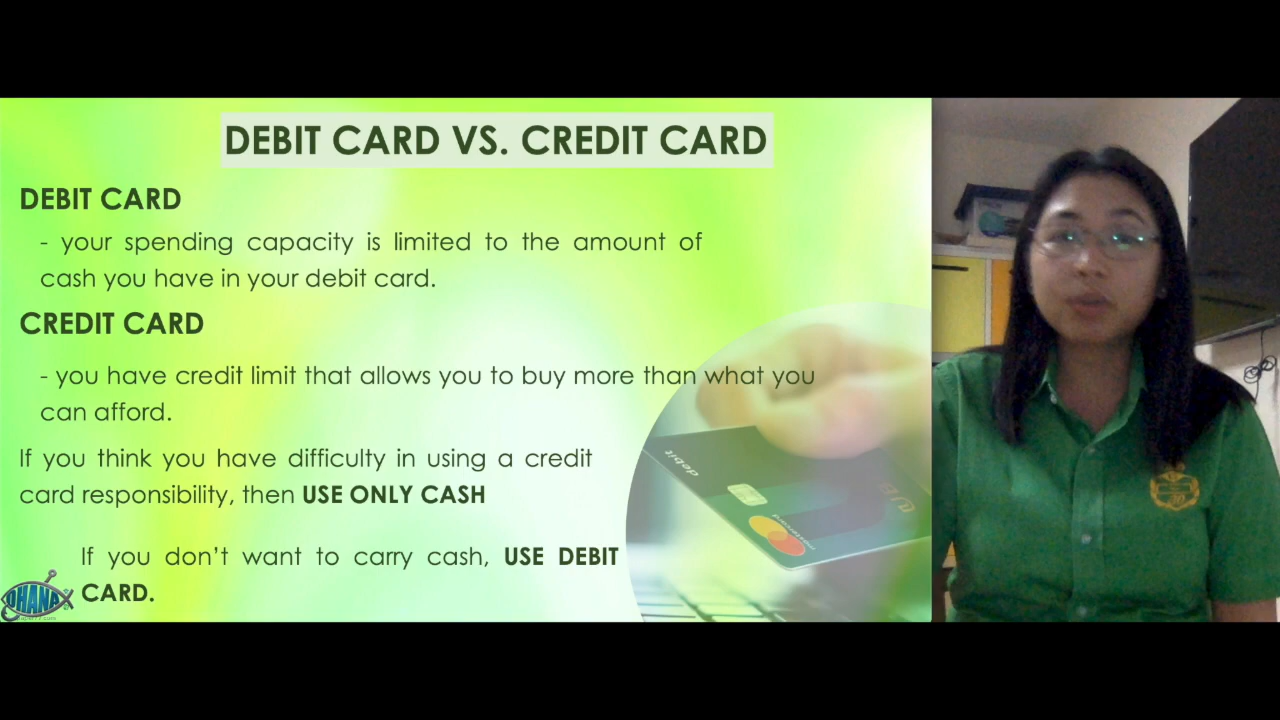 DEBIT CARD VS. CREDIT CARD
DEBIT CARD
- your spending capacity is limited to the amount of
cash you have in your debit card.
CREDIT CARD
- you have credit limit that allows you to buy more than what you
can afford.
If you think you have difficulty in using a credit
card responsibility, then USE ONLY CASH
If you don't want to carry cash, USE DEBIT
CARD.
debit
mastercard
OHANA
20